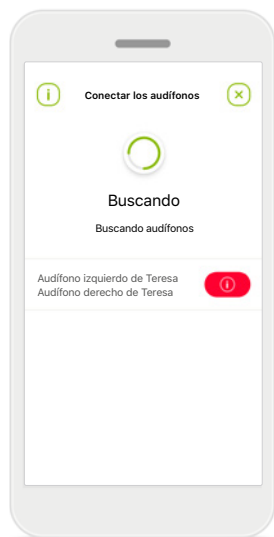 Conectar los audífonos
Buscando
Buscando audífonos
Audífono izquierdo de Teresa
Audífono derecho de Teresa